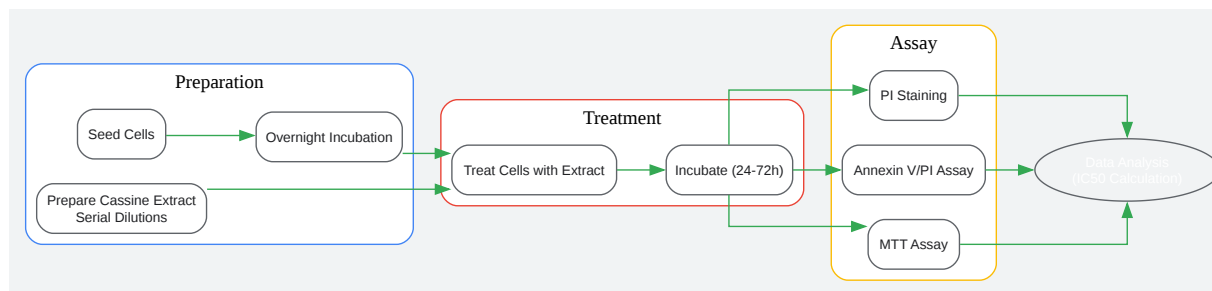 Preparation
Seed Cells
Overnight Incubation
Prepare Cassine Extract
Serial Dilutions
Treatment
Treat Cells with Extract
Incubate (24-72h)
Assay
PI Staining
Annexin V/PI Assay
MTT Assay
Data Analysis
(IC50 Calculation)